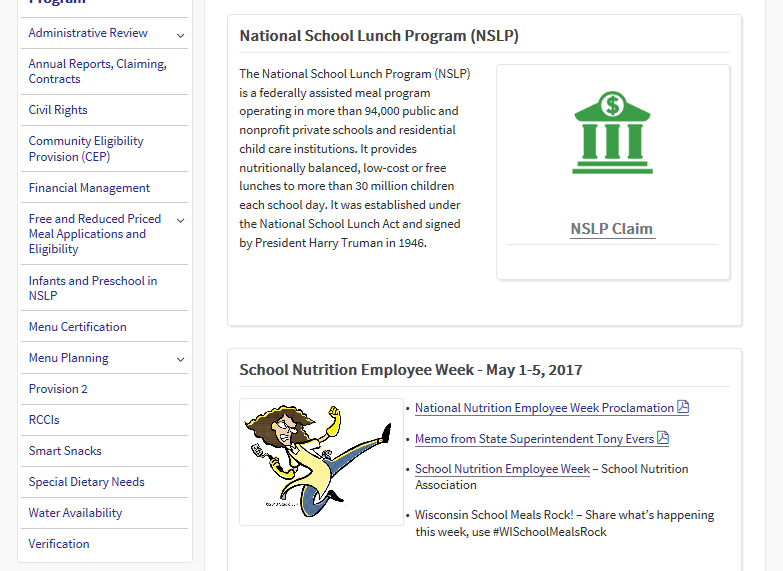 Program
Administrative Review
Annual Reports, Claiming,
Contracts
Civil Rights
Community Eligibility
Provision (CEP)
Financial Management
Free and Reduced Priced
Meal Applications and
Eligibility
Infants and Preschool in
NSLP
Menu Certification
Menu Planning
Provision 2
RCCIs
Smart Snacks
Special Dietary Needs
Water Availability
Verification
National School Lunch Program (NSLP)
The National School Lunch Program (NSLP)
is a federally assisted meal program
operating in more than 94,000 public and
nonprofit private schools and residential
child care institutions. It provides
nutritionally balanced, low-cost or free
lunches to more than 30 million children
each school day. It was established under
the National School Lunch Act and signed
by President Harry Truman in 1946.
$
NSLP Claim
School Nutrition Employee Week - May 1-5, 2017
• National Nutrition Employee Week Proclamation
• Memo from State Superintendent Tony Evers
• School Nutrition Employee Week – School Nutrition
Association
• Wisconsin School Meals Rock! – Share what's happening
this week, use #WISchoolMealsRock